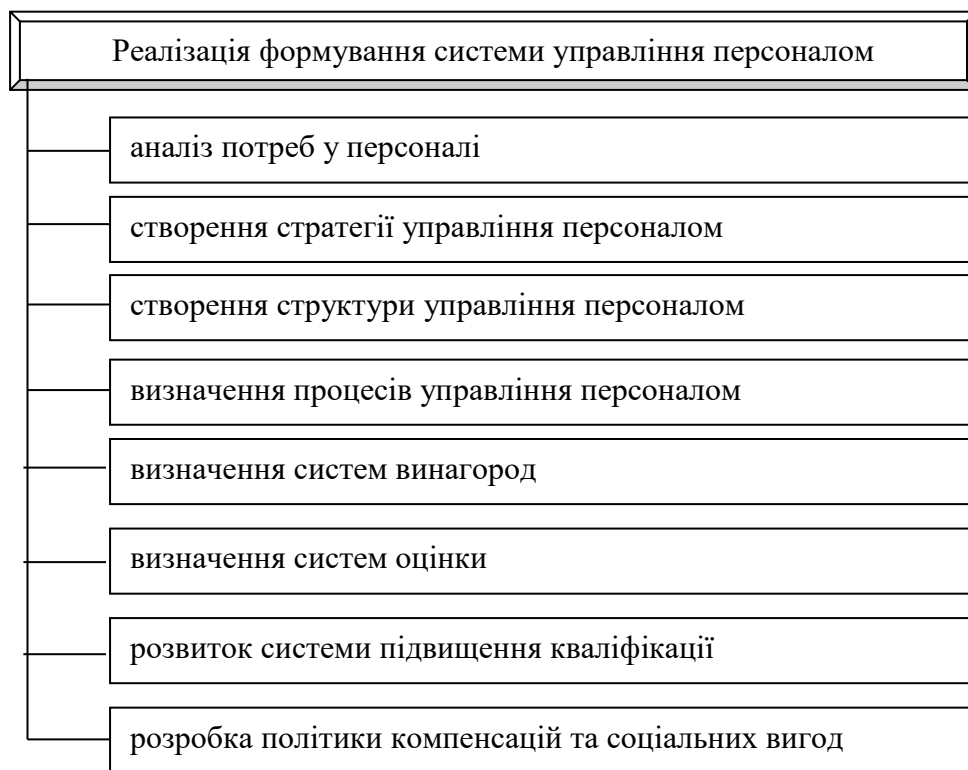 Реалізація формування системи управління персоналом
аналіз потреб у персоналі
створення стратегії управління персоналом
створення структури управління персоналом
визначення процесів управління персоналом
визначення систем винагород
визначення систем оцінки
розвиток системи підвищення кваліфікації
розробка політики компенсацій та соціальних вигод